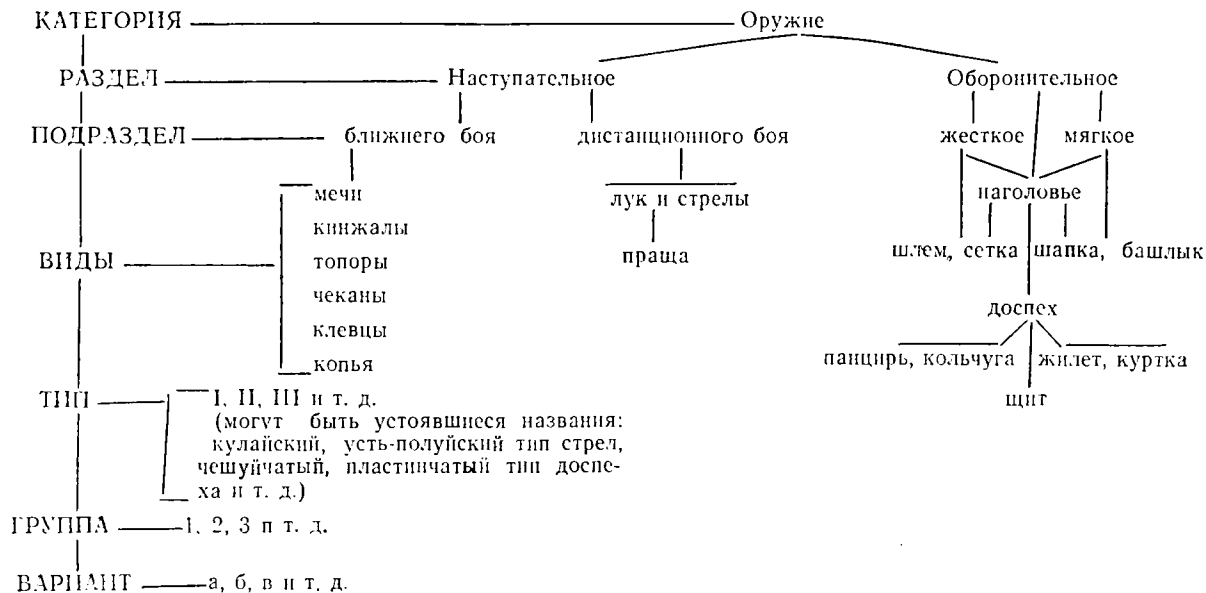 КАТЕГОРИЯ Оружие
РАЗДЕЛ Наступательное Оборонительное
ПОДРАЗДЕЛ ближнего боя дистанционного боя жесткое мягкое
мечи лук и стрелы наголовье
кинжалы
ВИДЫ топоры праща шлем, сетка шапка, башлык
чеканы
клевцы доспех
копья панцирь, кольчуга жилет, куртка
ТИП I, II, III и т. д. щит
(могут быть устоявшиеся названия:
кулайский, усть-полуйский тип стрел,
чешуйчатый, пластинчатый тип доспе-
ха и т. д.)
ГРУППА 1, 2, 3 и т. д.
ВАРИАНТ а, б, в и т. д.